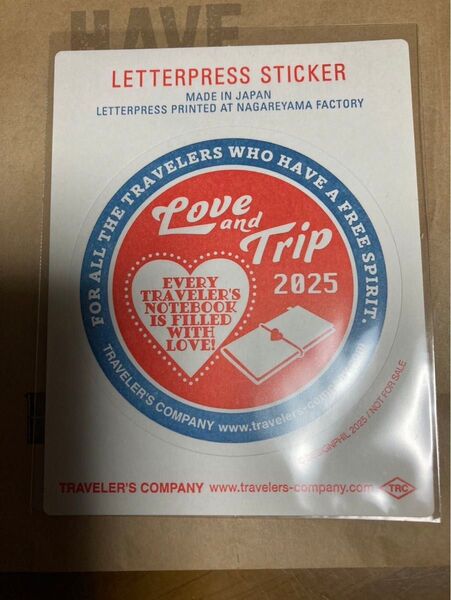 HAVE
LETTERPRESS STICKER
MADE IN JAPAN
LETTERPRESS PRINTED AT NAGAREYAMA FACTORY
FOR ALL THE TRAVELERS WHO HAVE A FREE SPIRIT.
Love
and
Trip
2025
EVERY
TRAVELER'S
NOTEBOOK
IS FILLED
WITH
LOVE!
TRAVELER'S COMPANY www.travelers-company.com
©DESIGNPHIL 2025 / NOT FOR SALE
TRAVELER'S COMPANY www.travelers-company.com
TRC